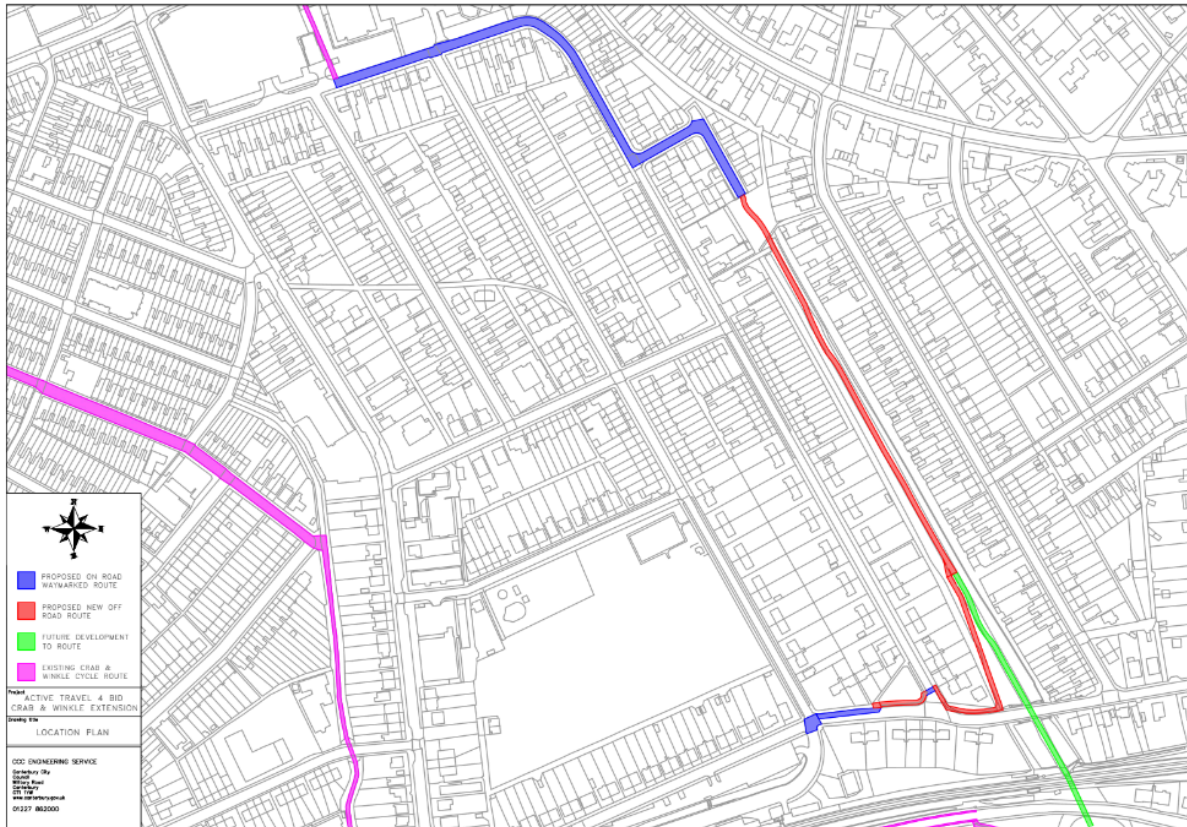 N
PROPOSED ON ROAD
WAYMARKED ROUTE
PROPOSED NEW OFF
ROAD ROUTE
FUTURE DEVELOPMENT
TO ROUTE
EXISTING CRAB &
WINKLE CYCLE ROUTE
Project
ACTIVE TRAVEL 4 BID
CRAB & WINKLE EXTENSION
Drawing title
LOCATION PLAN
CCC ENGINEERING SERVICE
Canterbury City
Council
Military Road
Canterbury
CT1 1YW
www.canterbury.gov.uk
01227 862000